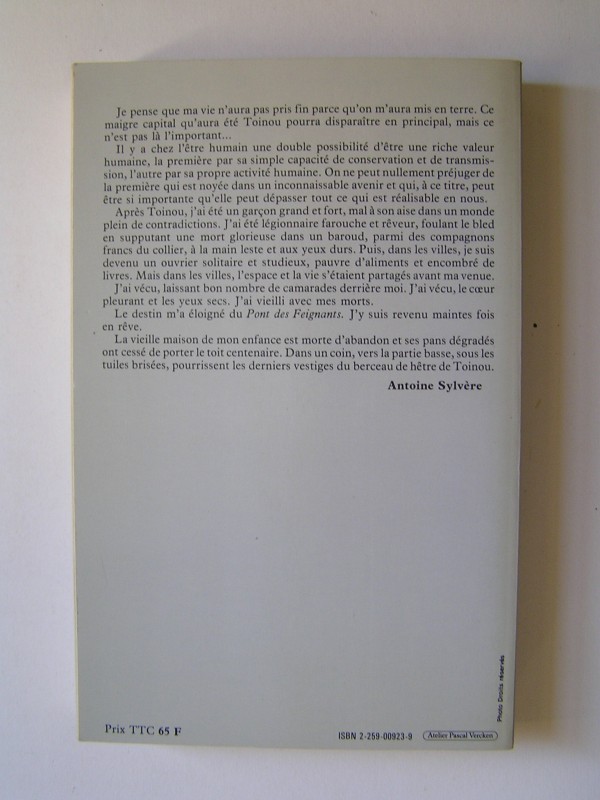 Je pense que ma vie n'aura pas pris fin parce qu'on m'aura mis en terre. Ce
maigre capital qu'aura été Toinou pourra disparaître en principal, mais ce
n'est pas là l'important...
Il y a chez l'être humain une double possibilité d'être une riche valeur
humaine, la première par sa simple capacité de conservation et de transmis-
sion, l'autre par sa propre activité humaine. On ne peut nullement préjuger de
la première qui est noyée dans un inconnaissable avenir et qui, à ce titre, peut
être si importante qu'elle peut dépasser tout ce qui est réalisable en nous.
Après Toinou, j'ai été un garçon grand et fort, mal à son aise dans un monde
plein de contradictions. J'ai été légionnaire farouche et rêveur, foulant le bled
en supputant une mort glorieuse dans un baroud, parmi des compagnons
francs du collier, à la main leste et aux yeux durs. Puis, dans les villes, je suis
devenu un ouvrier solitaire et studieux, pauvre d'aliments et encombré de
livres. Mais dans les villes, l'espace et la vie s'étaient partagés avant ma venue.
J'ai vécu, laissant bon nombre de camarades derrière moi. J'ai vécu, le cœur
pleurant et les yeux secs. J'ai vieilli avec mes morts.
Le destin m'a éloigné du Pont des Feignants. J'y suis revenu maintes fois
en rêve.
La vieille maison de mon enfance est morte d'abandon et ses pans dégradés
ont cessé de porter le toit centenaire. Dans un coin, vers la partie basse, sous les
tuiles brisées, pourrissent les derniers vestiges du berceau de hêtre de Toinou.
Antoine Sylvère
Photo Droits réservés
Prix TTC 65 F
ISBN 2-259-00923-9
Atelier Pascal Vercken